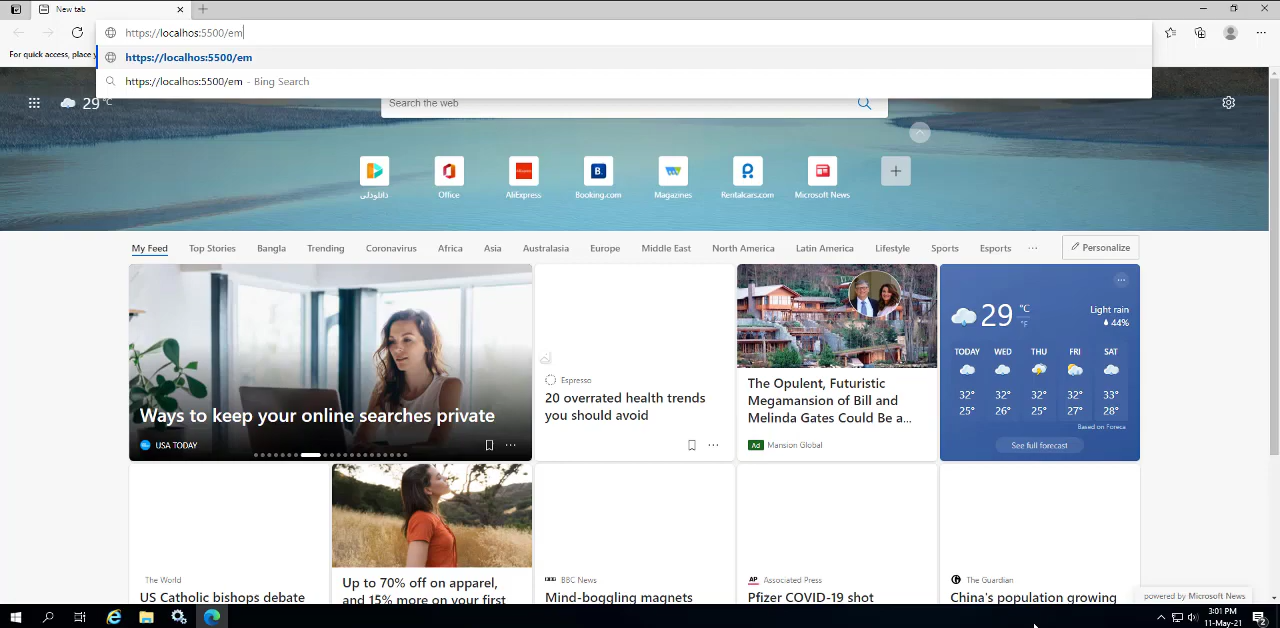 New tab
https://localhos:5500/em
For quick access, place y
https://localhos:5500/em
https://localhos:5500/em - Bing Search
29 °C
Search the web
دانلوددلی
Office
AliExpress
Booking.com
Magazines
Rentalcars.com
Microsoft News
My Feed
Top Stories
Bangla
Trending
Coronavirus
Africa
Asia
Australasia
Europe
Middle East
North America
Latin America
Lifestyle
Sports
Esports
Personalize
Ways to keep your online searches private
USA TODAY
Espresso
20 overrated health trends
you should avoid
The Opulent, Futuristic
Megamansion of Bill and
Melinda Gates Could Be a...
Ad Mansion Global
29 °C
°F
Light rain
44%
TODAY WED THU FRI SAT
32° 32° 32° 32° 33°
25° 26° 25° 27° 28°
Based on Foreca
See full forecast
The World
US Catholic bishops debate
Up to 70% off on apparel,
and 15% more on your first
BBC News
Mind-boggling magnets
AP Associated Press
Pfizer COVID-19 shot
The Guardian
China's population growing
powered by Microsoft News
3:01 PM
11-May-21
2